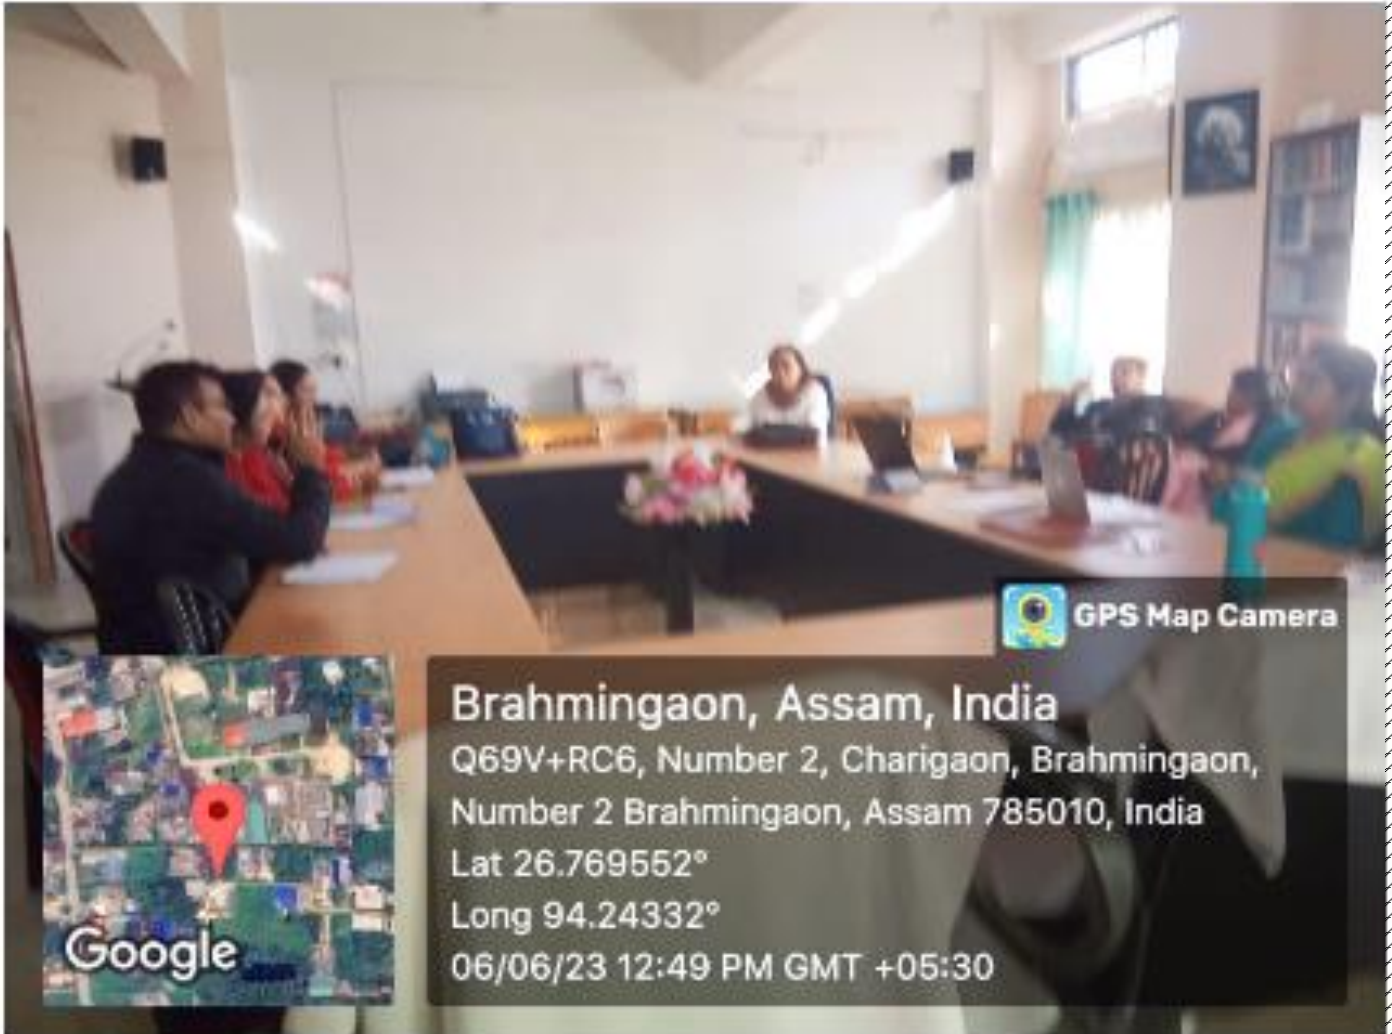 GPS Map Camera
Brahmingaon, Assam, India
Q69V+RC6, Number 2, Charigaon, Brahmingaon,
Number 2 Brahmingaon, Assam 785010, India
Lat 26.769552°
Long 94.24332°
06/06/23 12:49 PM GMT +05:30
Google